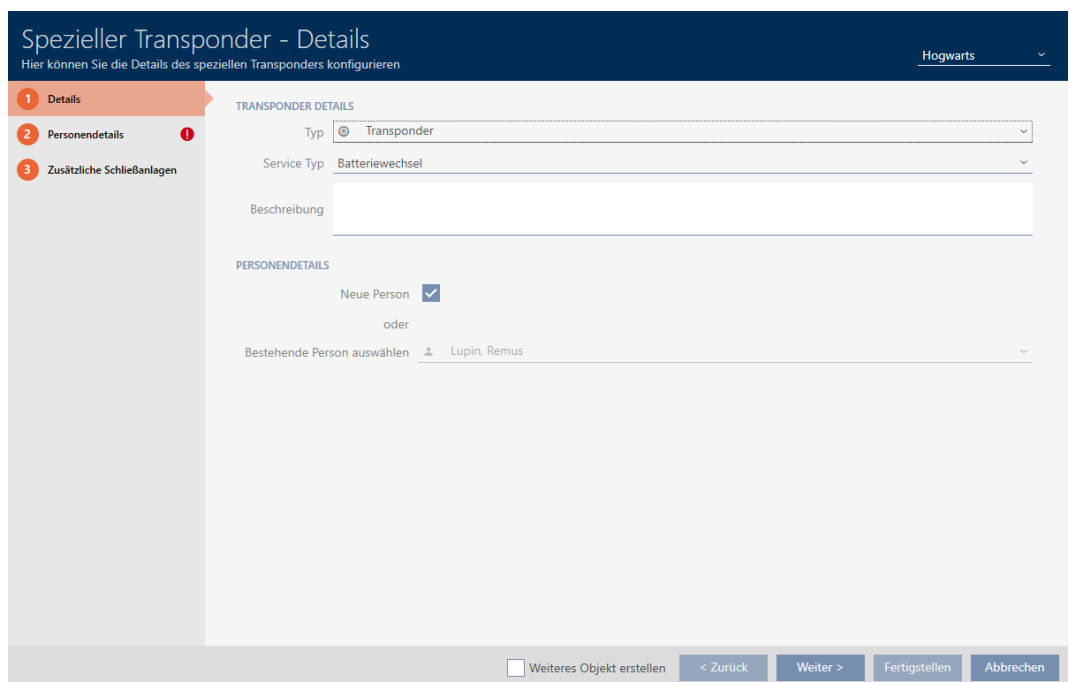 Spezieller Transponder - Details
Hier können Sie die Details des speziellen Transponders konfigurieren
Hogwarts
1 Details
2 Personendetails
3 Zusätzliche Schließanlagen
TRANSPONDER DETAILS
Typ Transponder
Service Typ Batteriewechsel
Beschreibung
PERSONENDETAILS
Neue Person
oder
Bestehende Person auswählen Lupin, Remus
Weiteres Objekt erstellen < Zurück Weiter > Fertigstellen Abbrechen